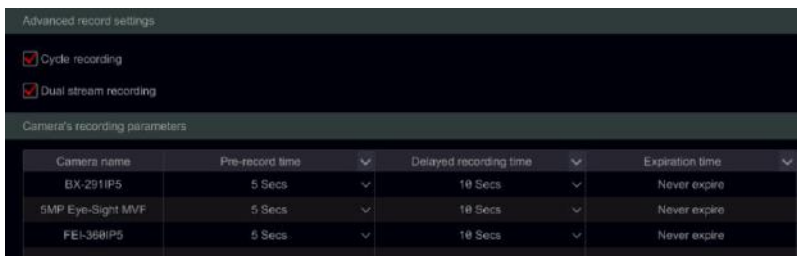 Advanced record settings
Cycle recording
Dual stream recording
Camera's recording parameters
Camera name Pre-record time Delayed recording time Expiration time
BX-291IP5 5 Secs 10 Secs Never expire
5MP Eye-Sight MVF 5 Secs 10 Secs Never expire
FEI-360IP5 5 Secs 10 Secs Never expire